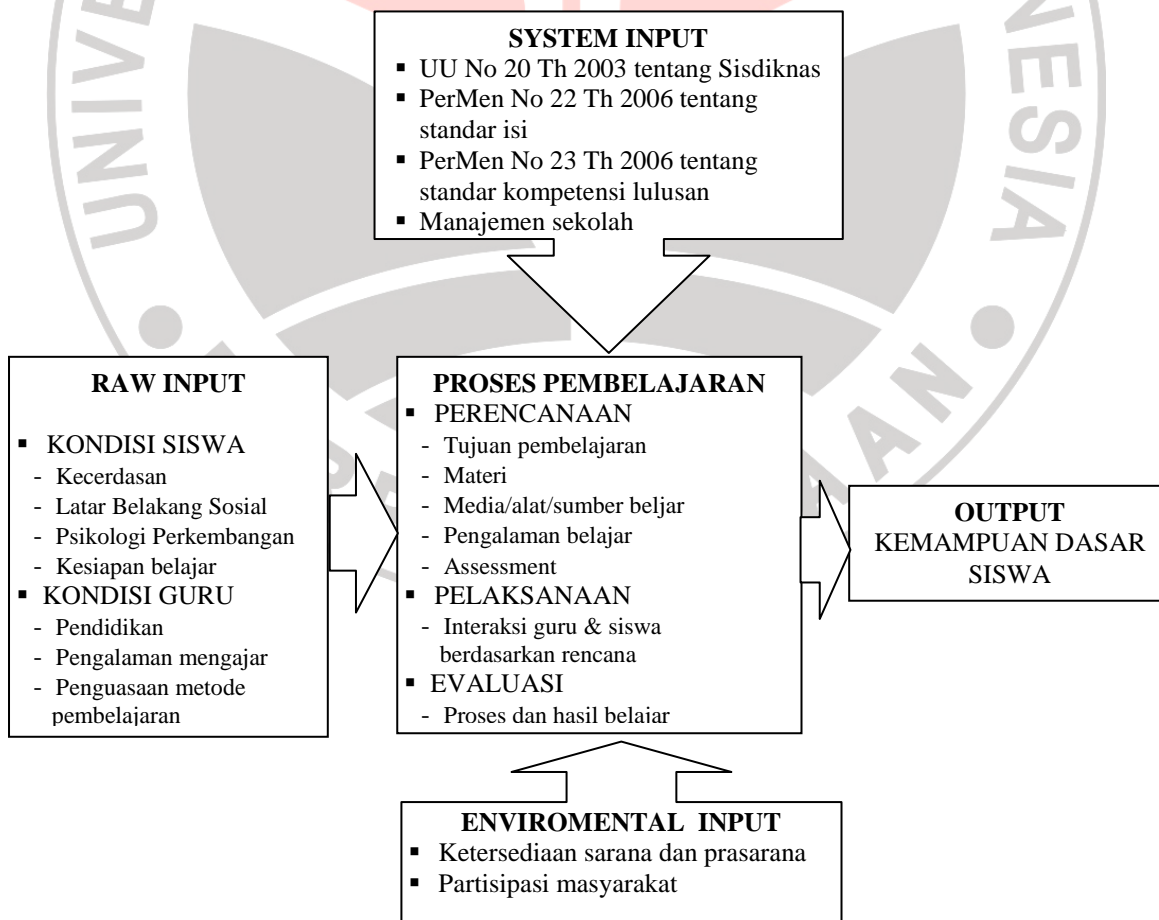 SYSTEM INPUT
▪ UU No 20 Th 2003 tentang Sisdiknas
▪ PerMen No 22 Th 2006 tentang
standar isi
▪ PerMen No 23 Th 2006 tentang
standar kompetensi lulusan
▪ Manajemen sekolah
RAW INPUT
▪ KONDISI SISWA
- Kecerdasan
- Latar Belakang Sosial
- Psikologi Perkembangan
- Kesiapan belajar
▪ KONDISI GURU
- Pendidikan
- Pengalaman mengajar
- Penguasaan metode
pembelajaran
PROSES PEMBELAJARAN
▪ PERENCANAAN
- Tujuan pembelajaran
- Materi
- Media/alat/sumber beljar
- Pengalaman belajar
- Assessment
▪ PELAKSANAAN
- Interaksi guru & siswa
berdasarkan rencana
▪ EVALUASI
- Proses dan hasil belajar
OUTPUT
KEMAMPUAN DASAR
SISWA
ENVIROMENTAL INPUT
▪ Ketersediaan sarana dan prasarana
▪ Partisipasi masyarakat